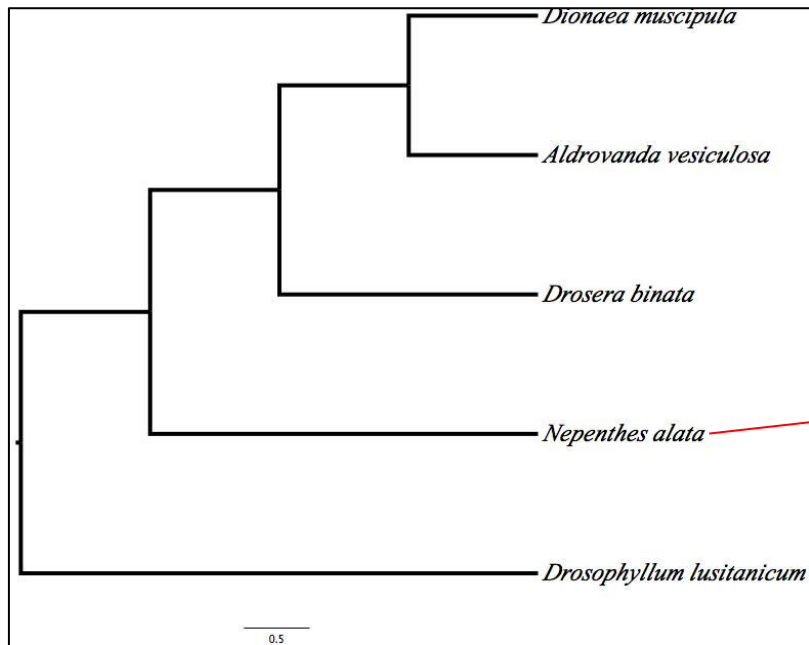 Dionaea muscipula
Aldrovanda vesiculosa
Drosera binata
Nepenthes alata
Drosophyllum lusitanicum
0.5